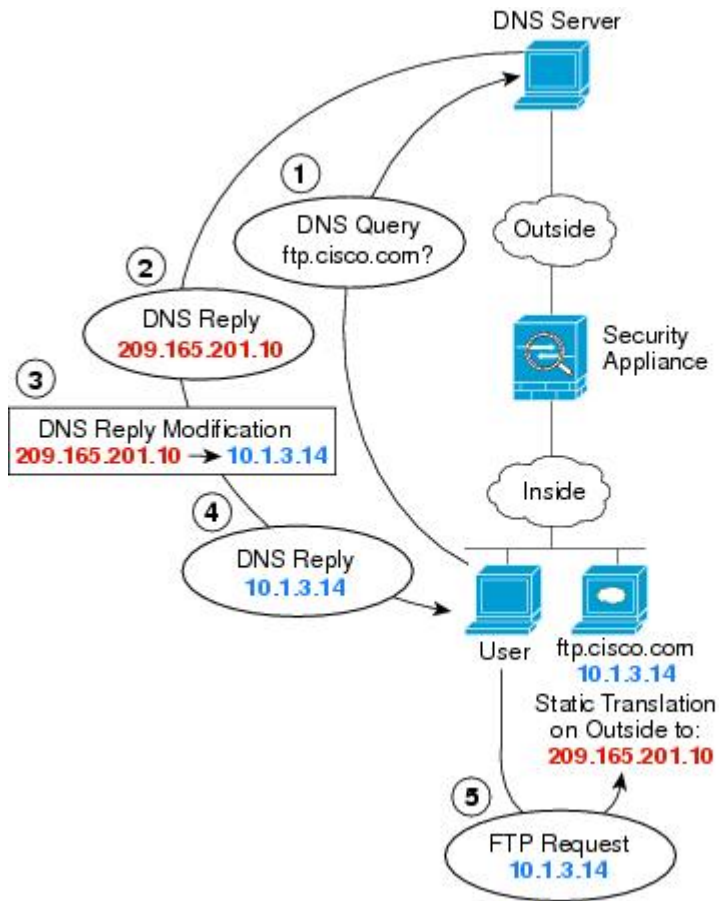 DNS Server
1
DNS Query
ftp.cisco.com?
Outside
2
DNS Reply
209.165.201.10
Security
Appliance
3
DNS Reply Modification
209.165.201.10 → 10.1.3.14
Inside
4
DNS Reply
10.1.3.14
User
ftp.cisco.com
10.1.3.14
Static Translation
on Outside to:
209.165.201.10
5
FTP Request
10.1.3.14